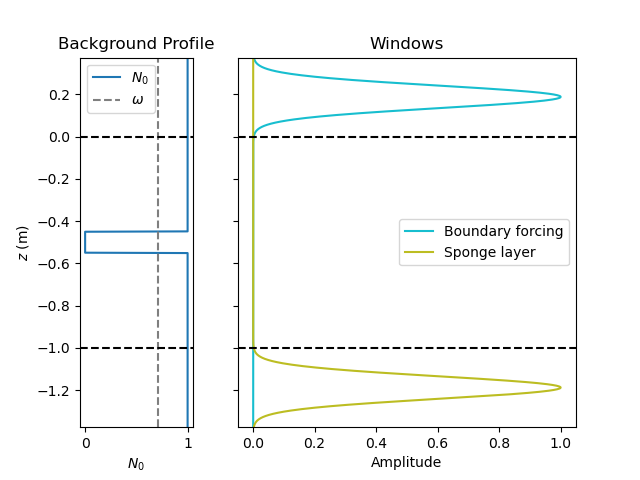 Background Profile
Windows
N₀
ω
0.2
0.0
−0.2
−0.4
−0.6
−0.8
−1.0
−1.2
z (m)
Boundary forcing
Sponge layer
0 1
0.0 0.2 0.4 0.6 0.8 1.0
N₀
Amplitude